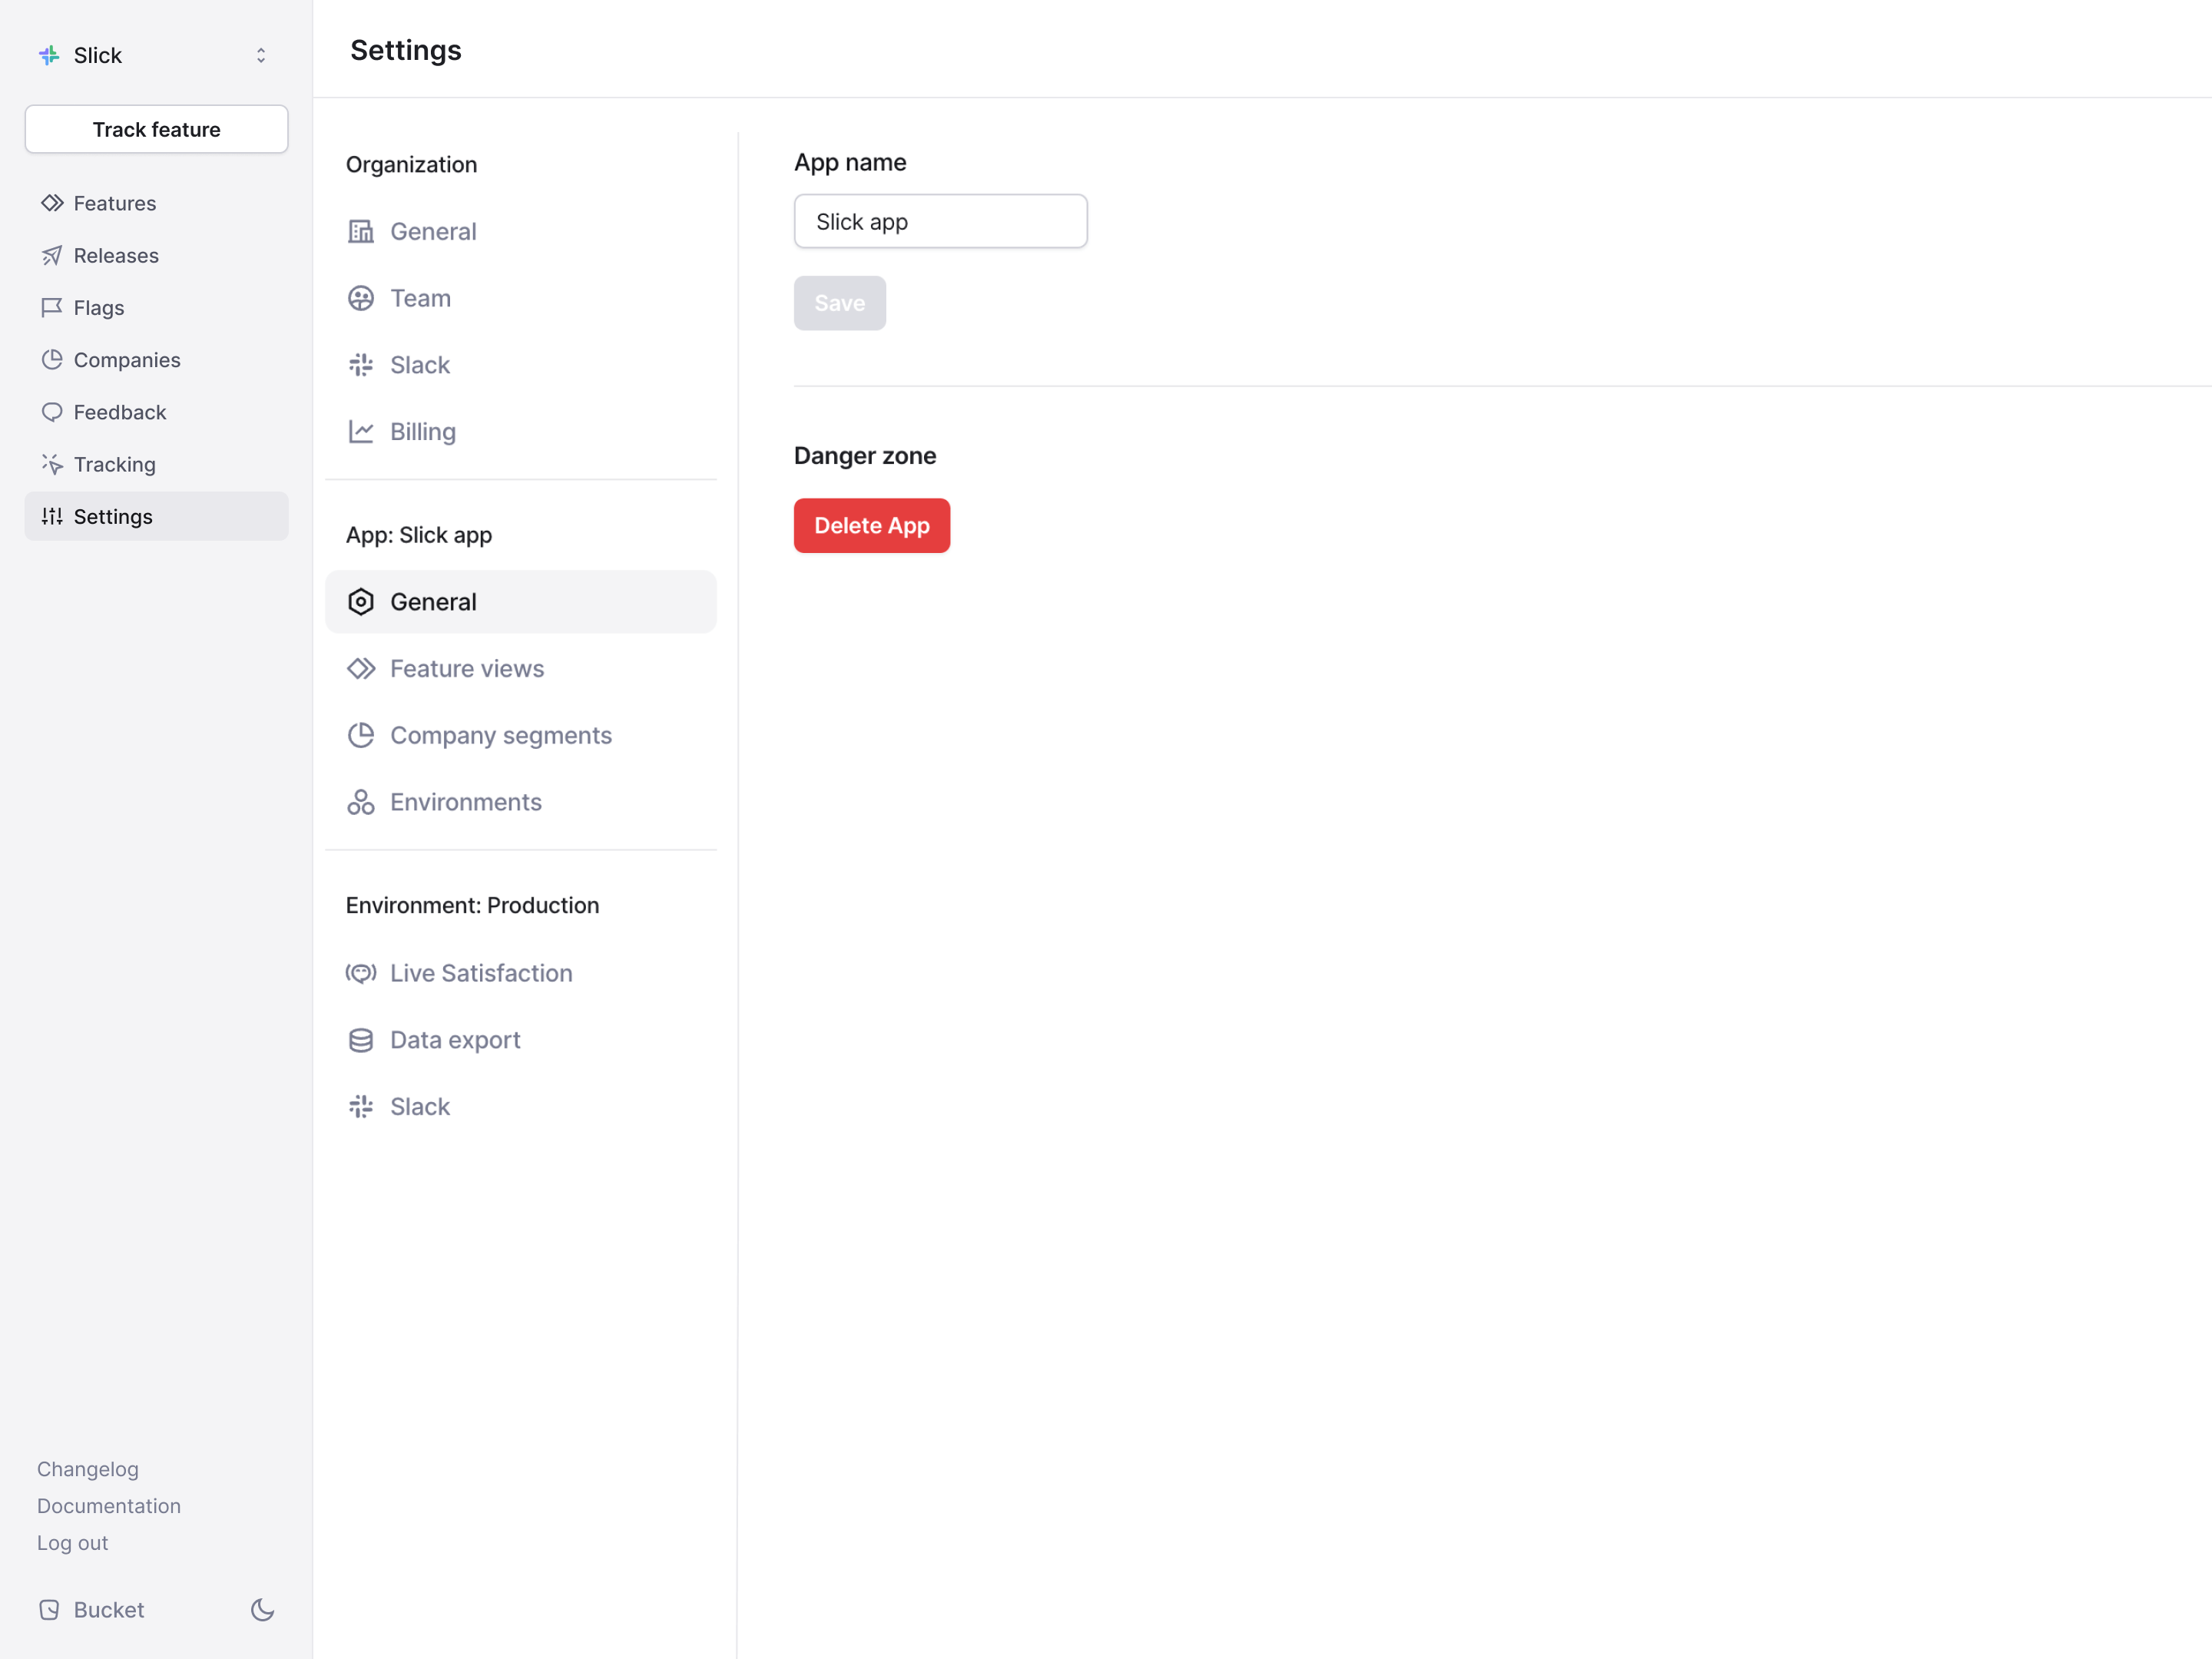 Slick
Track feature
Features
Releases
Flags
Companies
Feedback
Tracking
Settings
Changelog
Documentation
Log out
Bucket
Settings
Organization
General
Team
Slack
Billing
App: Slick app
General
Feature views
Company segments
Environments
Environment: Production
Live Satisfaction
Data export
Slack
App name
Slick app
Save
Danger zone
Delete App